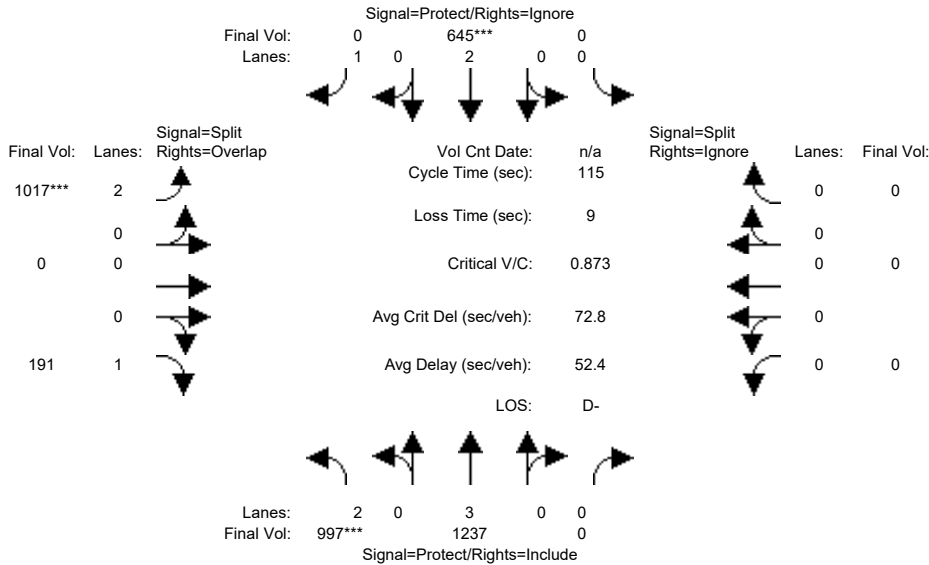 Signal=Protect/Rights=Ignore
Final Vol: 0 645*** 0
Lanes: 1 0 2 0 0
Signal=Split Signal=Split
Final Vol: Lanes: Rights=Overlap Vol Cnt Date: n/a Rights=Ignore Lanes: Final Vol:
Cycle Time (sec): 115
1017*** 2 0 0
Loss Time (sec): 9
0 0
0 0 Critical V/C: 0.873 0 0
0 Avg Crit Del (sec/veh): 72.8 0
191 1 Avg Delay (sec/veh): 52.4 0 0
LOS: D-
Lanes: 2 0 3 0 0
Final Vol: 997*** 1237 0
Signal=Protect/Rights=Include